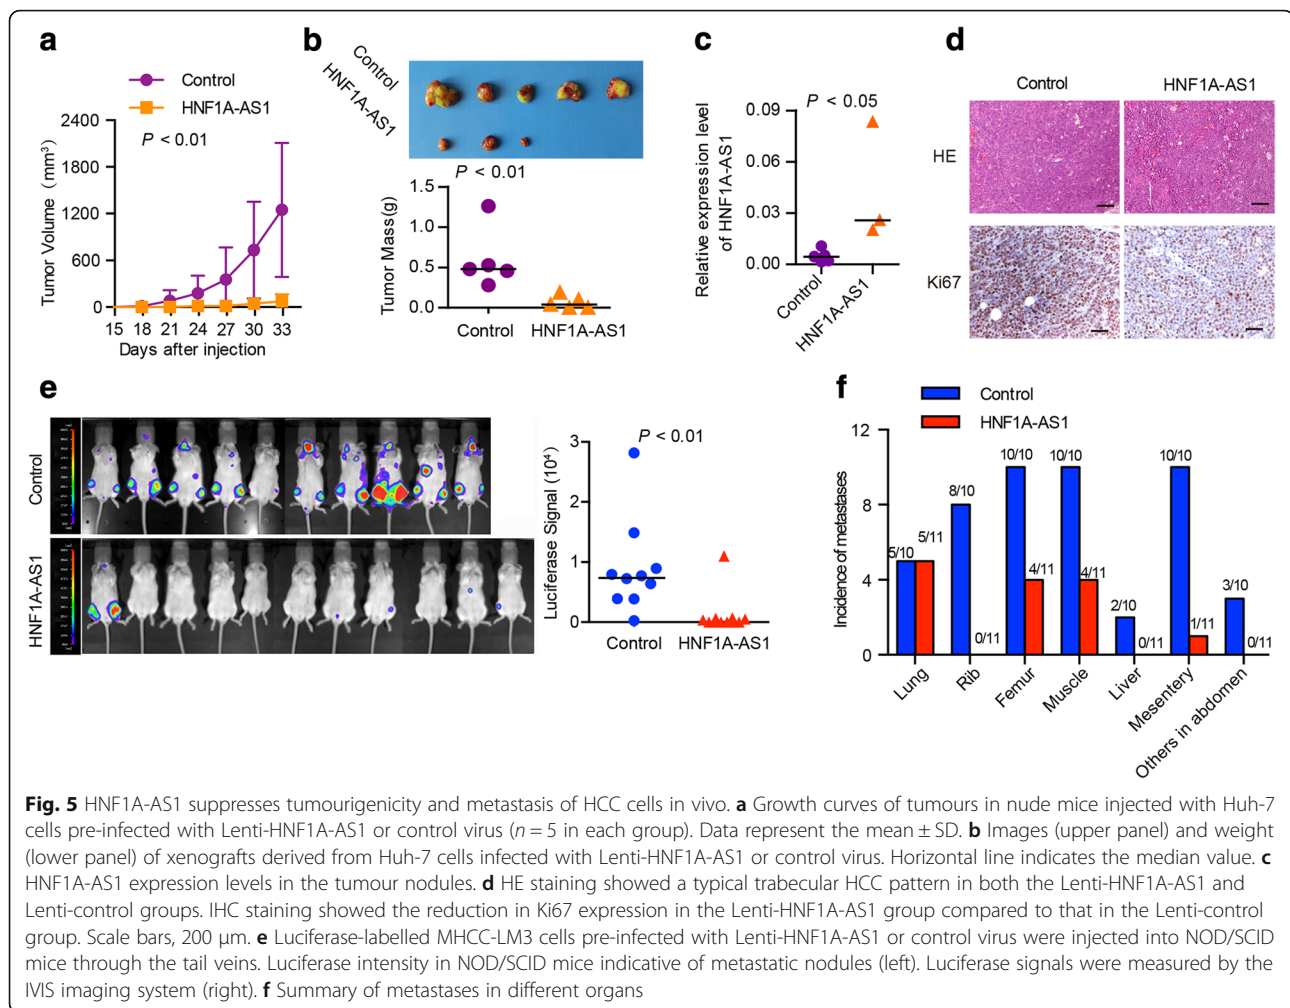 a
Control
HNF1A-AS1
P < 0.01
Tumor Volume (mm³)
2400
1800
1200
600
0
15 18 21 24 27 30 33
Days after injection
b
Control
HNF1A-AS1
P < 0.01
Tumor Mass(g)
1.5
1.0
0.5
0.0
Control HNF1A-AS1
c
P < 0.05
Relative expression level
of HNF1A-AS1
0.09
0.06
0.03
0.00
Control
HNF1A-AS1
d
Control HNF1A-AS1
HE
Ki67
e
Control
HNF1A-AS1
P < 0.01
Luciferase Signal (10⁴)
3
2
1
0
Control HNF1A-AS1
f
Control
HNF1A-AS1
Incidence of metastases
12
8
4
0
5/10 5/11
8/10 0/11
10/10 4/11
10/10 4/11
2/10 0/11
10/10 1/11
3/10 0/11
Lung
Rib
Femur
Muscle
Liver
Mesentery
Others in abdomen
Fig. 5 HNF1A-AS1 suppresses tumourigenicity and metastasis of HCC cells in vivo. a Growth curves of tumours in nude mice injected with Huh-7
cells pre-infected with Lenti-HNF1A-AS1 or control virus (n = 5 in each group). Data represent the mean ± SD. b Images (upper panel) and weight
(lower panel) of xenografts derived from Huh-7 cells infected with Lenti-HNF1A-AS1 or control virus. Horizontal line indicates the median value. c
HNF1A-AS1 expression levels in the tumour nodules. d HE staining showed a typical trabecular HCC pattern in both the Lenti-HNF1A-AS1 and
Lenti-control groups. IHC staining showed the reduction in Ki67 expression in the Lenti-HNF1A-AS1 group compared to that in the Lenti-control
group. Scale bars, 200 μm. e Luciferase-labelled MHCC-LM3 cells pre-infected with Lenti-HNF1A-AS1 or control virus were injected into NOD/SCID
mice through the tail veins. Luciferase intensity in NOD/SCID mice indicative of metastatic nodules (left). Luciferase signals were measured by the
IVIS imaging system (right). f Summary of metastases in different organs